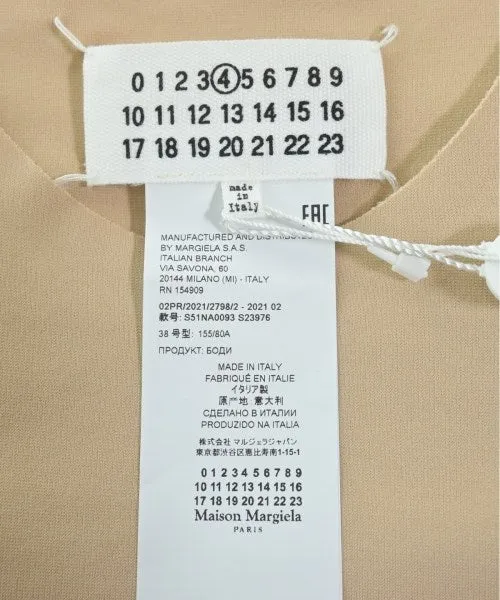 0 1 2 3 4 5 6 7 8 9
10 11 12 13 14 15 16
17 18 19 20 21 22 23
made
in
Italy
EAC
MANUFACTURED AND DISTRIBUTED
BY MARGIELA S.A.S.
ITALIAN BRANCH
VIA SAVONA, 60
20144 MILANO (MI) - ITALY
RN 154909
02PR/2021/2798/2 - 2021 02
款号: S51NA0093 S23976
38 号型: 155/80A
ПРОДУКТ: БОДИ
MADE IN ITALY
FABRIQUÉ EN ITALIE
イタリア製
原产地: 意大利
СДЕЛАНО В ИТАЛИИ
PRODUZIDO NA ITALIA
株式会社 マルジェラジャパン
東京都渋谷区恵比寿南1-15-1
0 1 2 3 4 5 6 7 8 9
10 11 12 13 14 15 16
17 18 19 20 21 22 23
Maison Margiela
PARIS